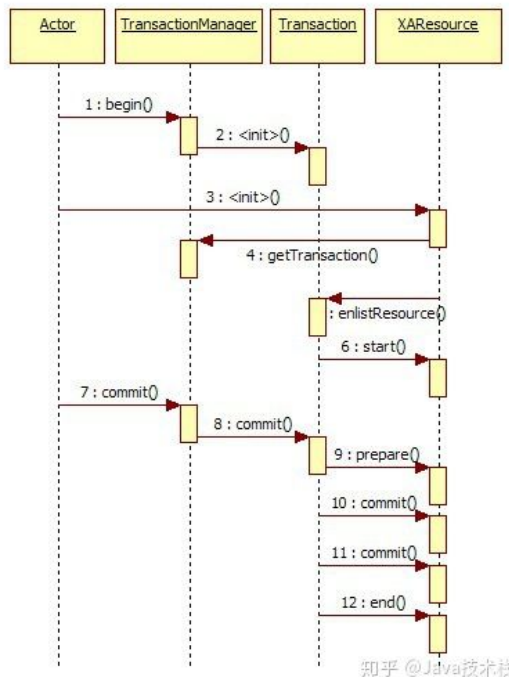 Actor TransactionManager Transaction XAResource
1 : begin()
2 : <init>()
3 : <init>()
4 : getTransaction()
: enlistResource()
6 : start()
7 : commit()
8 : commit()
9 : prepare()
10 : commit()
11 : commit()
12 : end()
知乎 @Java技术栈